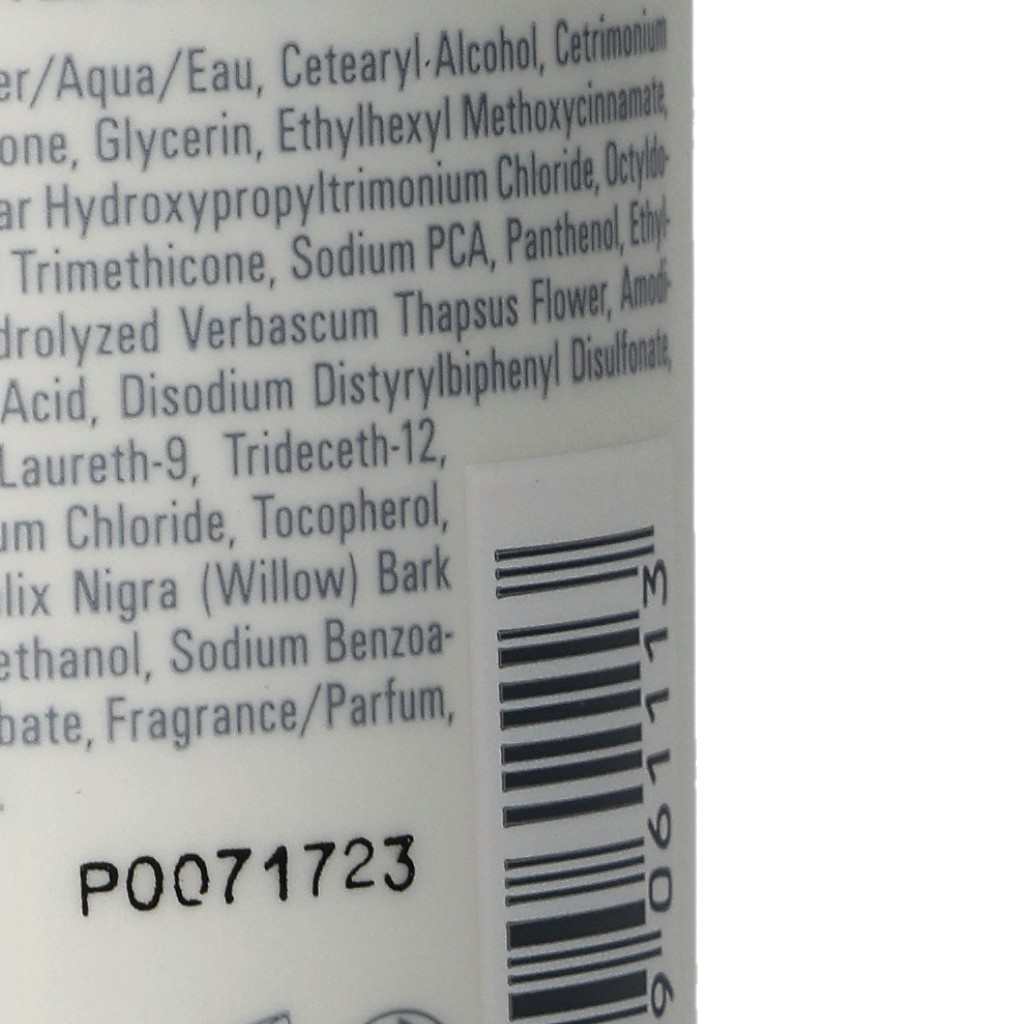 er/Aqua/Eau, Cetearyl·Alcohol, Cetrimonium
one, Glycerin, Ethylhexyl Methoxycinnamate,
ar Hydroxypropyltrimonium Chloride, Octyldo-
Trimethicone, Sodium PCA, Panthenol, Ethyl-
drolyzed Verbascum Thapsus Flower, Amodi-
Acid, Disodium Distyrylbiphenyl Disulfonate,
Laureth-9, Trideceth-12,
um Chloride, Tocopherol,
lix Nigra (Willow) Bark
ethanol, Sodium Benzoa-
bate, Fragrance/Parfum,
P0071723
9 061113